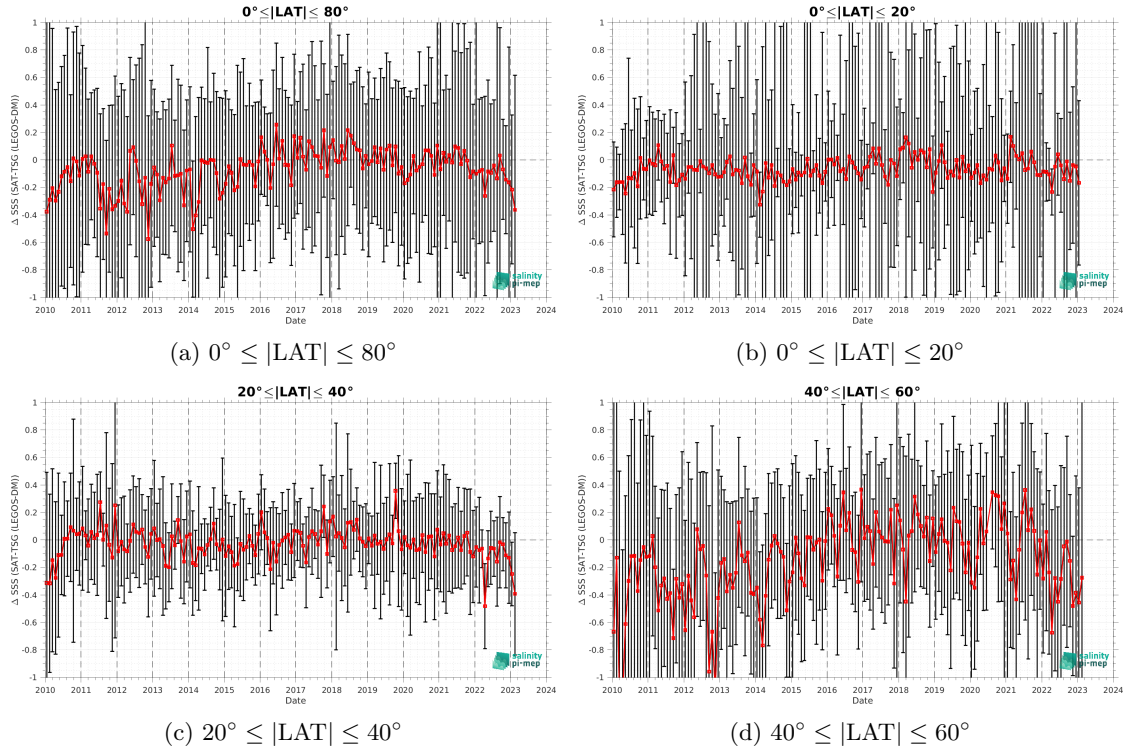 0°≤|LAT|≤ 80°
Δ SSS (SAT-TSG (LEGOS-DM))
1
0.8
0.6
0.4
0.2
0
-0.2
-0.4
-0.6
-0.8
-1
2010 2011 2012 2013 2014 2015 2016 2017 2018 2019 2020 2021 2022 2023 2024
Date
salinity
pi-mep
(a) 0° ≤ |LAT| ≤ 80°
0°≤|LAT|≤ 20°
Δ SSS (SAT-TSG (LEGOS-DM))
1
0.8
0.6
0.4
0.2
0
-0.2
-0.4
-0.6
-0.8
-1
2010 2011 2012 2013 2014 2015 2016 2017 2018 2019 2020 2021 2022 2023 2024
Date
salinity
pi-mep
(b) 0° ≤ |LAT| ≤ 20°
20°≤|LAT|≤ 40°
Δ SSS (SAT-TSG (LEGOS-DM))
1
0.8
0.6
0.4
0.2
0
-0.2
-0.4
-0.6
-0.8
-1
2010 2011 2012 2013 2014 2015 2016 2017 2018 2019 2020 2021 2022 2023 2024
Date
salinity
pi-mep
(c) 20° ≤ |LAT| ≤ 40°
40°≤|LAT|≤ 60°
Δ SSS (SAT-TSG (LEGOS-DM))
1
0.8
0.6
0.4
0.2
0
-0.2
-0.4
-0.6
-0.8
-1
2010 2011 2012 2013 2014 2015 2016 2017 2018 2019 2020 2021 2022 2023 2024
Date
salinity
pi-mep
(d) 40° ≤ |LAT| ≤ 60°